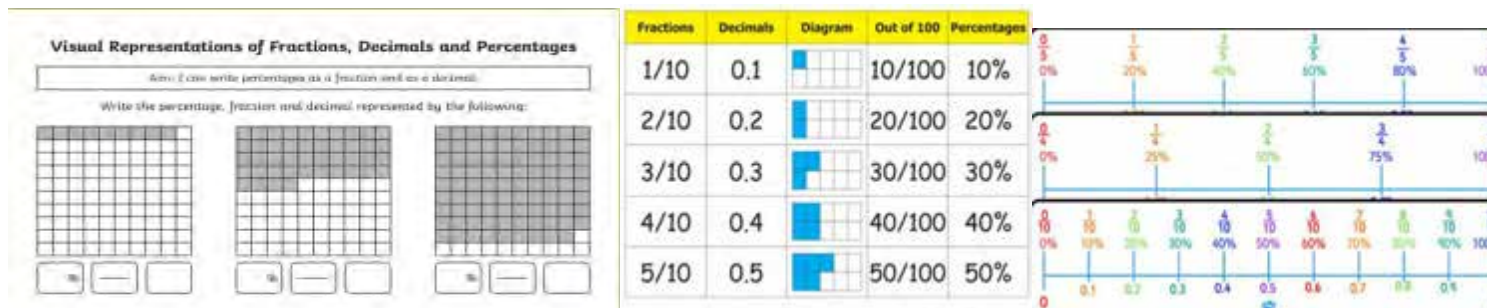 Visual Representations of Fractions, Decimals and Percentages
Aim: I can write percentages as a fraction and as a decimal.
Write the percentage, fraction and decimal represented by the following:
% % %
Fractions Decimals Diagram Out of 100 Percentages
1/10 0.1 10/100 10%
2/10 0.2 20/100 20%
3/10 0.3 30/100 30%
4/10 0.4 40/100 40%
5/10 0.5 50/100 50%
0/5 1/5 2/5 3/5 4/5
0% 20% 40% 60% 80%
0/4 1/4 2/4 3/4
0% 25% 50% 75%
0/10 1/10 2/10 3/10 4/10 5/10 6/10 7/10 8/10 9/10
0% 10% 20% 30% 40% 50% 60% 70% 80% 90% 100
0.1 0.2 0.3 0.4 0.5 0.6 0.7 0.8 0.9
0